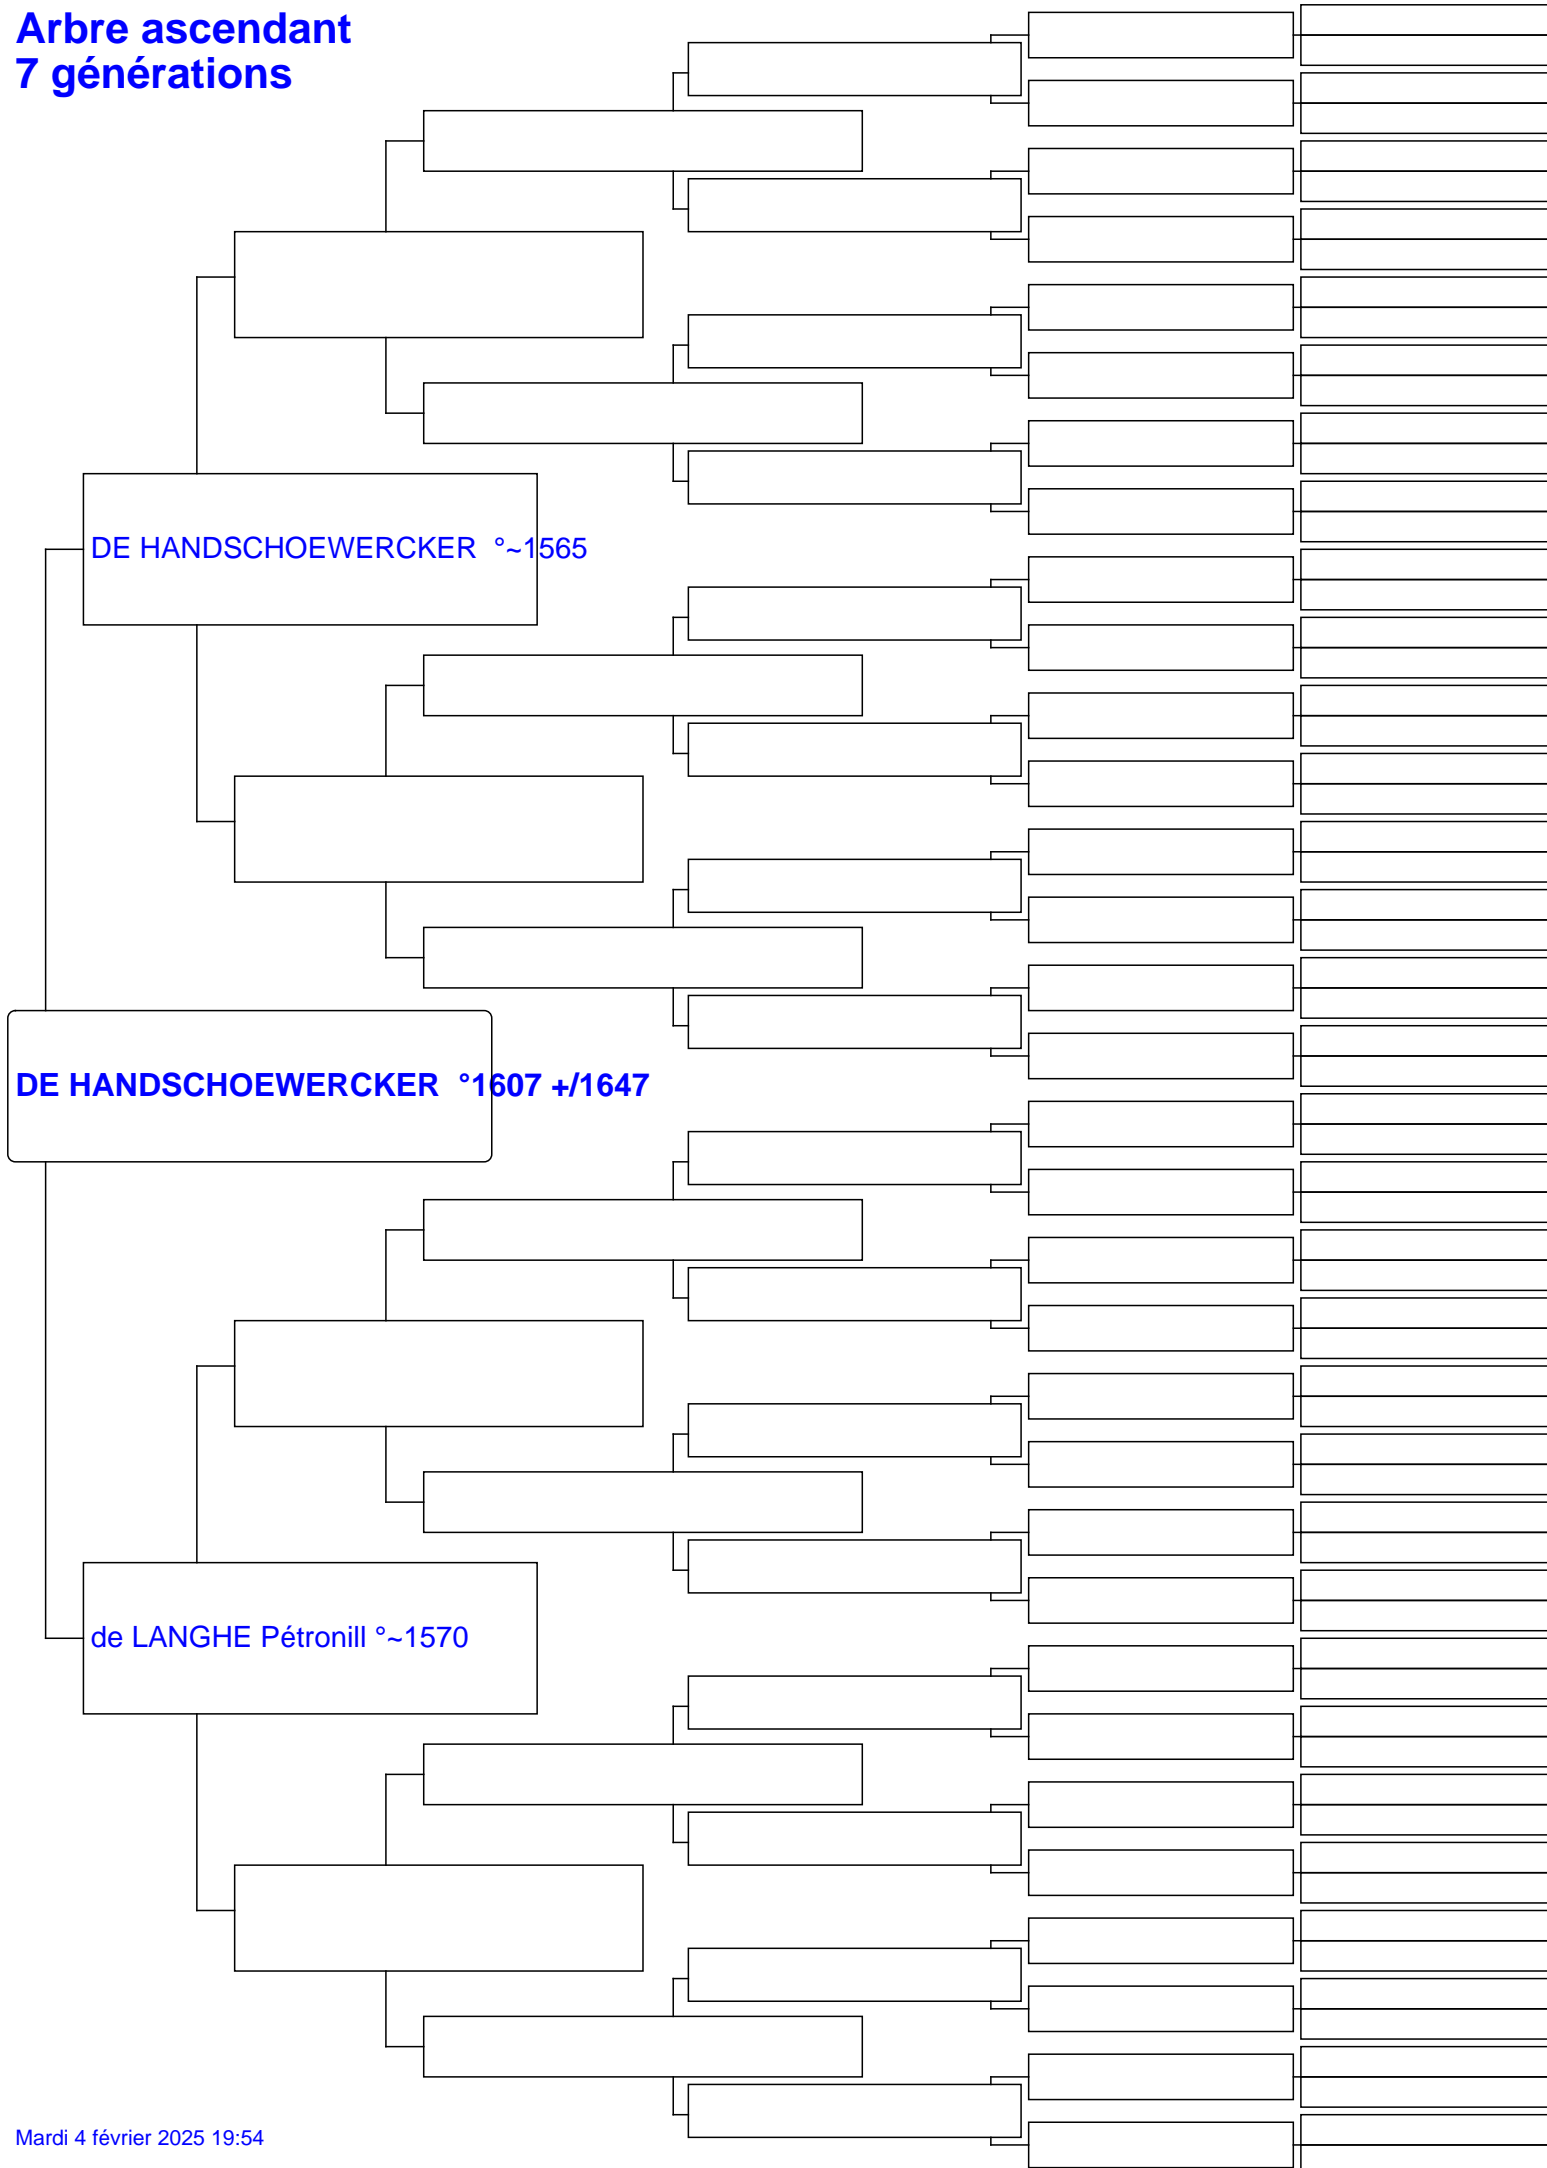 Arbre ascendant
7 générations
DE HANDSCHOEWERCKER  °~1565
DE HANDSCHOEWERCKER  °1607 +/1647
de LANGHE Pétronill °~1570
Mardi 4 février 2025 19:54